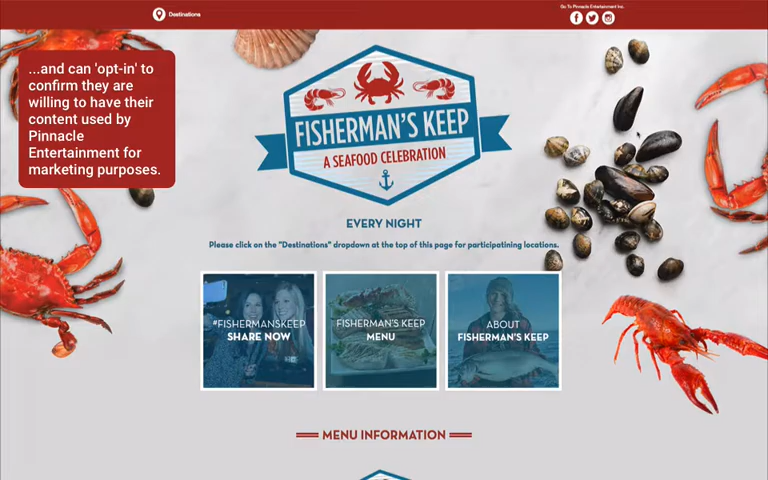 Destinations
Go To Pinnacle Entertainment Inc.
...and can 'opt-in' to
confirm they are
willing to have their
content used by
Pinnacle
Entertainment for
marketing purposes.
FISHERMAN'S KEEP
A SEAFOOD CELEBRATION
EVERY NIGHT
Please click on the "Destinations" dropdown at the top of this page for participotining locations.
#FISHERMANSKEEP
SHARE NOW
FISHERMAN'S KEEP
MENU
ABOUT
FISHERMAN'S KEEP
MENU INFORMATION